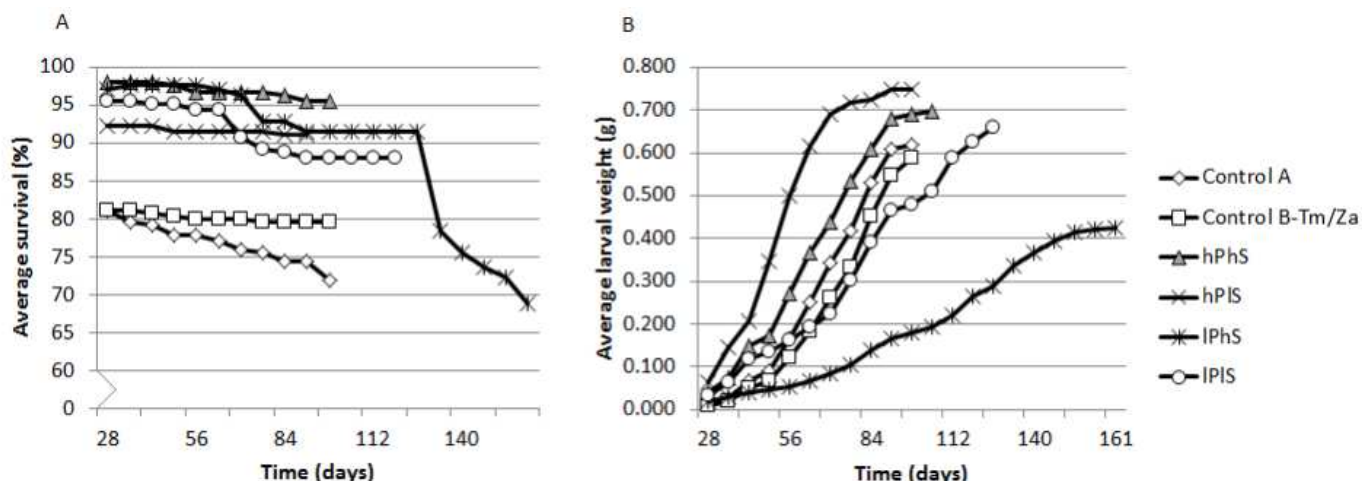 A
Average survival (%)
100
95
90
85
80
75
70
65
60
0
28 56 84 112 140
Time (days)
B
Average larval weight (g)
0.800
0.700
0.600
0.500
0.400
0.300
0.200
0.100
0.000
28 56 84 112 140 161
Time (days)
Control A
Control B-Tm/Za
hPhS
hPlS
lPhS
lPlS